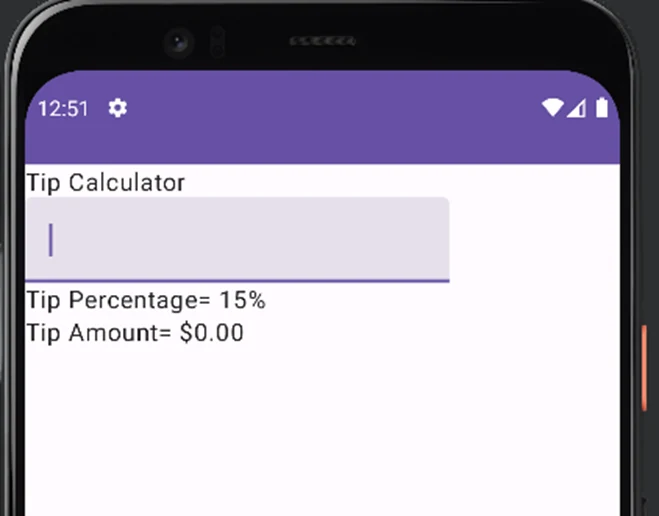 12:51
Tip Calculator
Tip Percentage= 15%
Tip Amount= $0.00